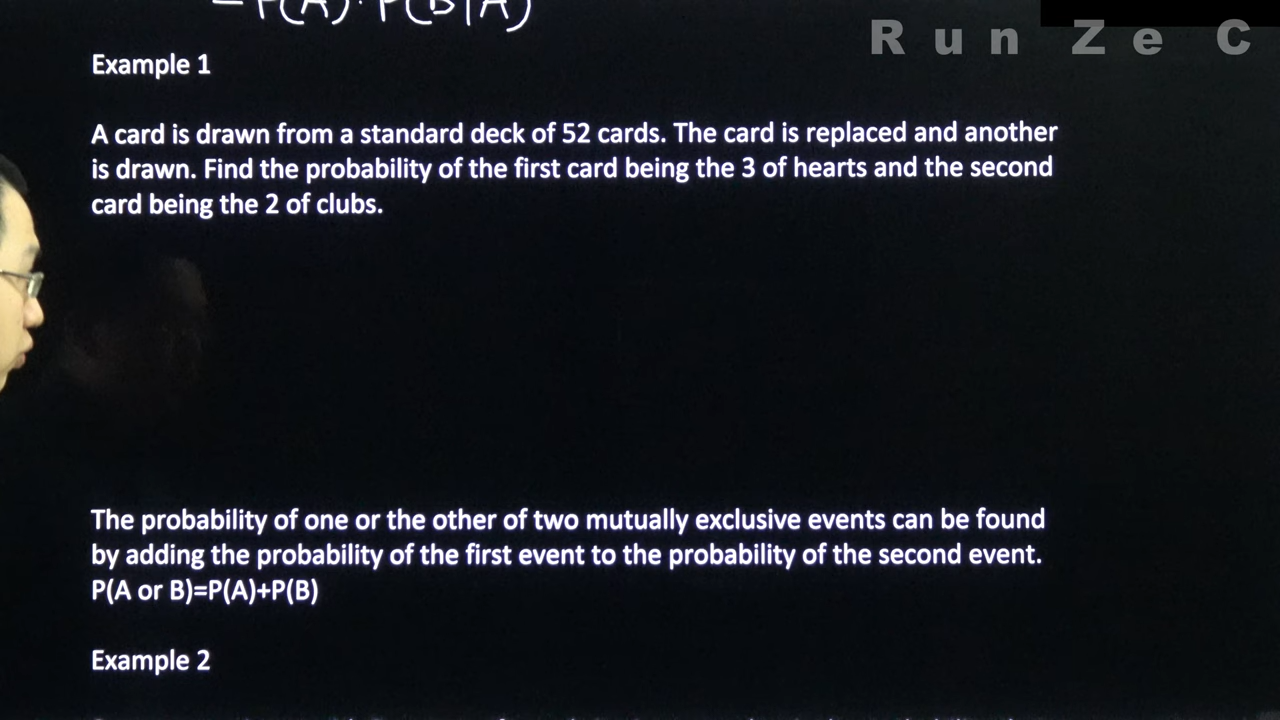 =P(A)·P(B|A)
Run Ze C
Example 1
A card is drawn from a standard deck of 52 cards. The card is replaced and another
is drawn. Find the probability of the first card being the 3 of hearts and the second
card being the 2 of clubs.
The probability of one or the other of two mutually exclusive events can be found
by adding the probability of the first event to the probability of the second event.
P(A or B)=P(A)+P(B)
Example 2